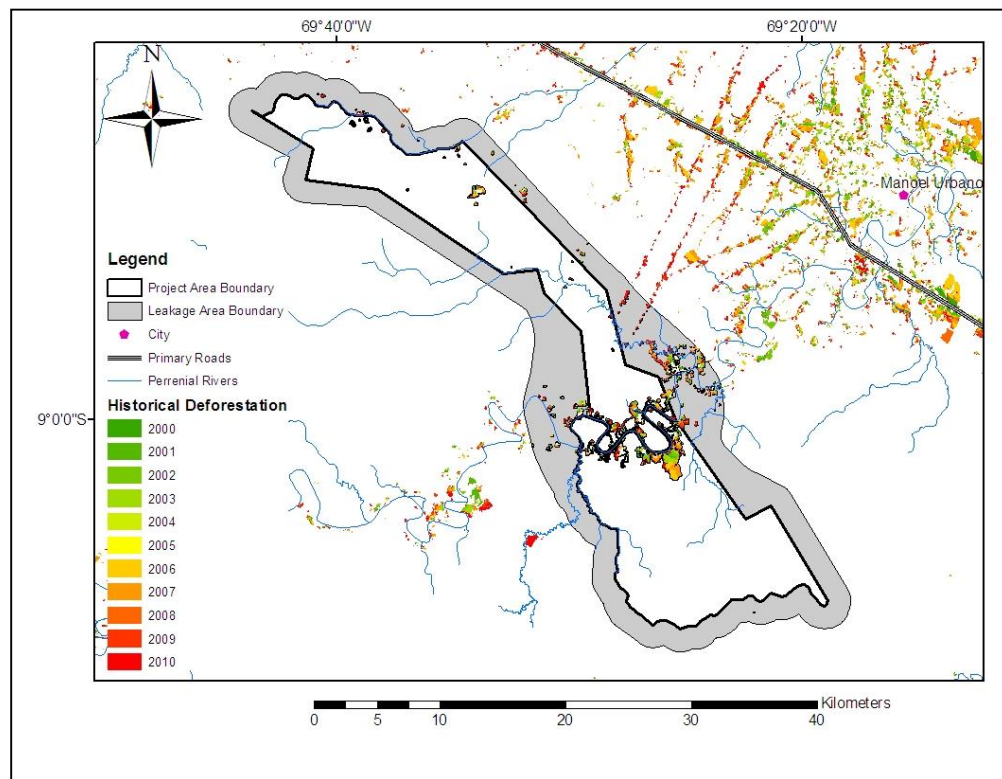 69°40'0"W
69°20'0"W
N
Manoel Urbano
Legend
Project Area Boundary
Leakage Area Boundary
City
Primary Roads
Perrenial Rivers
9°0'0"S
Historical Deforestation
2000
2001
2002
2003
2004
2005
2006
2007
2008
2009
2010
Kilometers
0 5 10 20 30 40